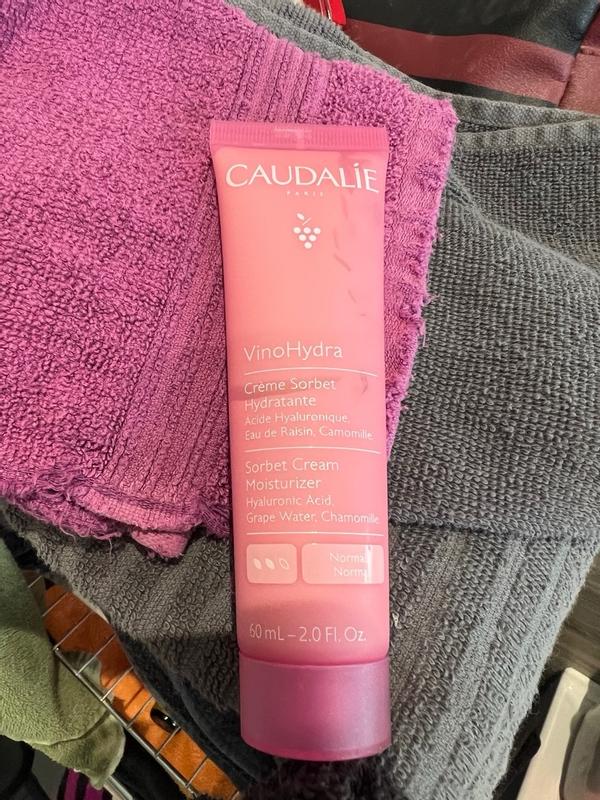 CAUDALÍE
PARIS
VinoHydra
Crème Sorbet
Hydratante
Acide Hyaluronique,
Eau de Raisin, Camomille
Sorbet Cream
Moisturizer
Hyaluronic Acid,
Grape Water, Chamomile
60 mL – 2.0 Fl. Oz.